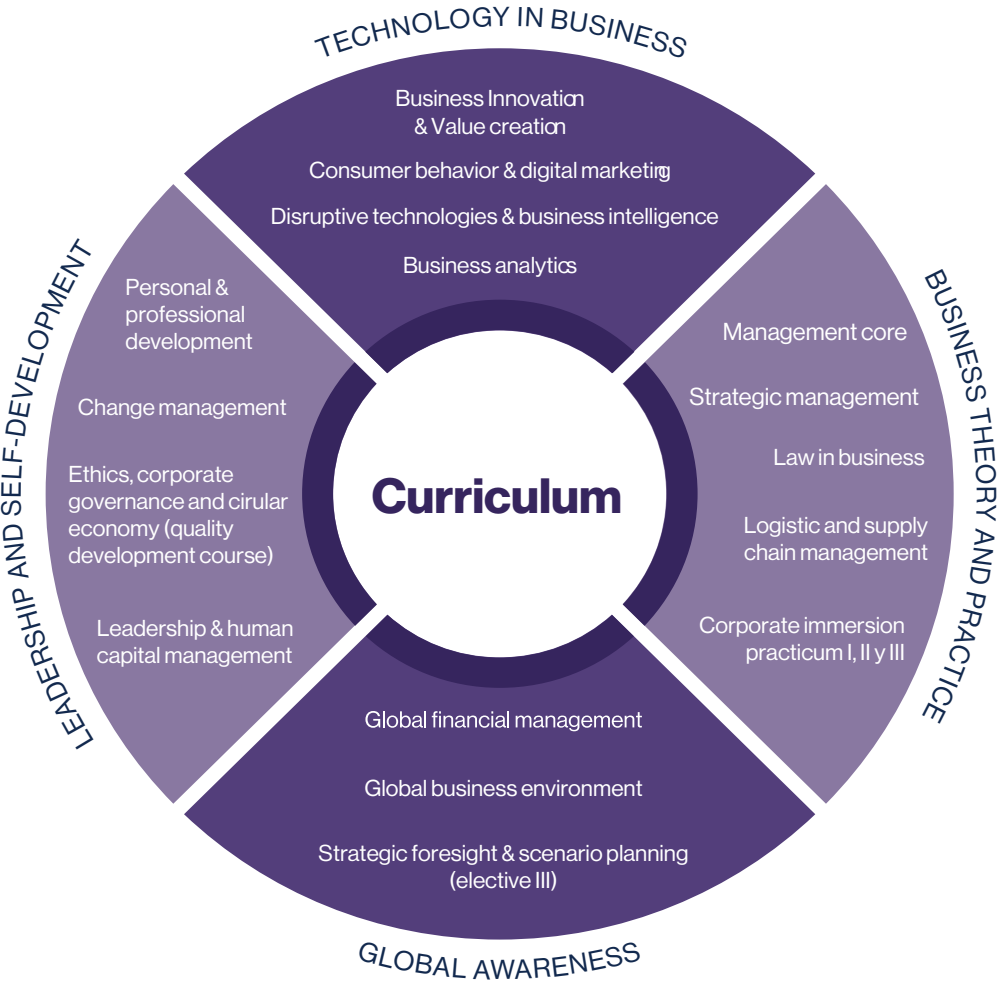 TECHNOLOGY IN BUSINESS
Business Innovation
& Value creation
Consumer behavior & digital marketing
Disruptive technologies & business intelligence
Business analytics
LEADERSHIP AND SELF-DEVELOPMENT
Personal &
professional
development
Change management
Ethics, corporate
governance and cirular
economy (quality
development course)
Leadership & human
capital management
Curriculum
BUSINESS THEORY AND PRACTICE
Management core
Strategic management
Law in business
Logistic and supply
chain management
Corporate immersion
practicum I, II y III
Global financial management
Global business environment
Strategic foresight & scenario planning
(elective III)
GLOBAL AWARENESS